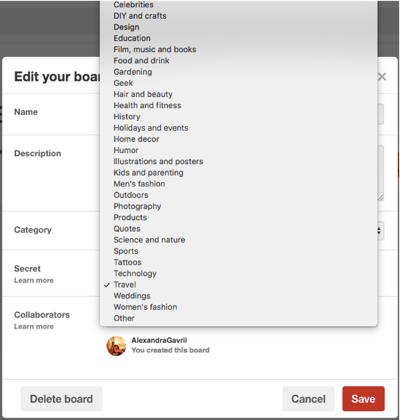 Celebrities
DIY and crafts
Design
Education
Film, music and books
Food and drink
Edit your boar
Gardening
Geek
Hair and beauty
Health and fitness
Name
History
Holidays and events
Home decor
Humor
Description
Illustrations and posters
Kids and parenting
Men's fashion
Outdoors
Photography
Products
Quotes
Category
Science and nature
Sports
Tattoos
Secret
Technology
Learn more
✓ Travel
Weddings
Women's fashion
Collaborators
Other
Learn more
AlexandraGavril
You created this board
Delete board
Cancel
Save